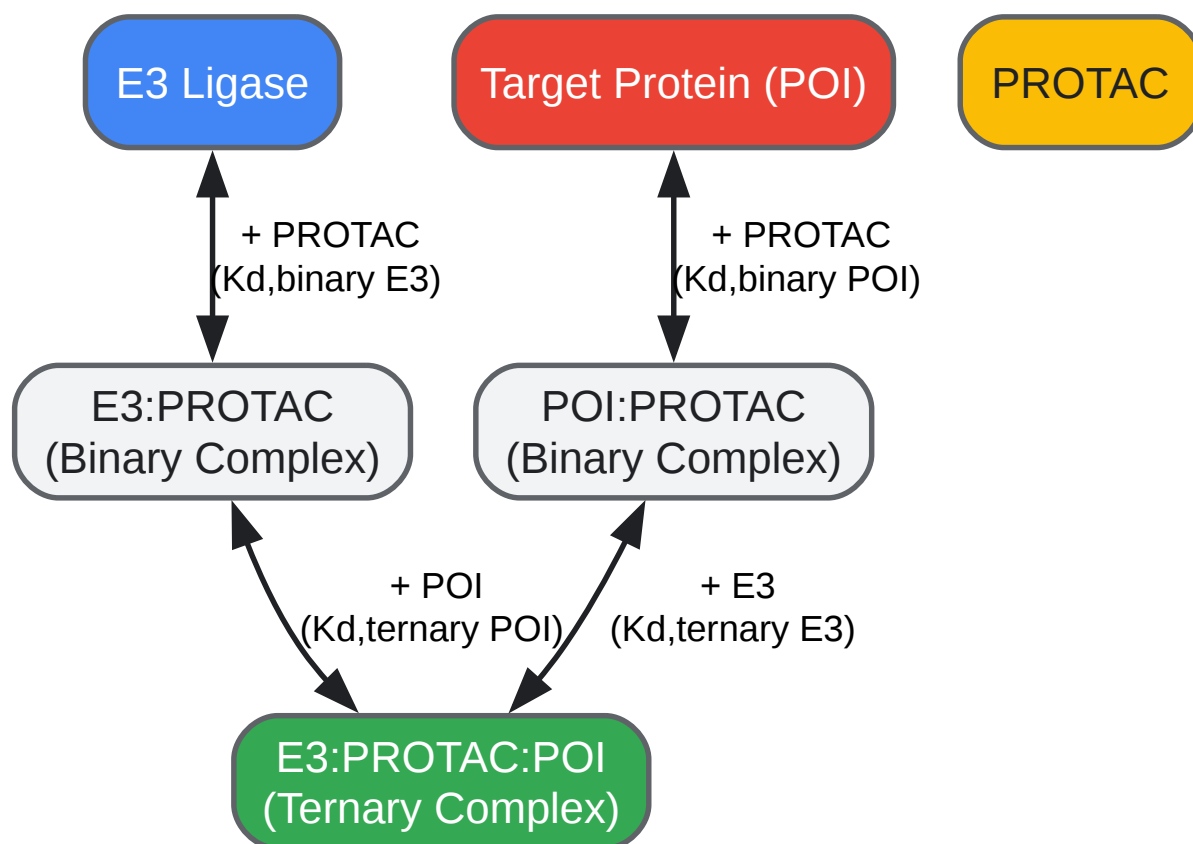 E3 Ligase
Target Protein (POI)
PROTAC
+ PROTAC
(Kd,binary E3)
+ PROTAC
(Kd,binary POI)
E3:PROTAC
(Binary Complex)
POI:PROTAC
(Binary Complex)
+ POI
(Kd,ternary POI)
+ E3
(Kd,ternary E3)
E3:PROTAC:POI
(Ternary Complex)